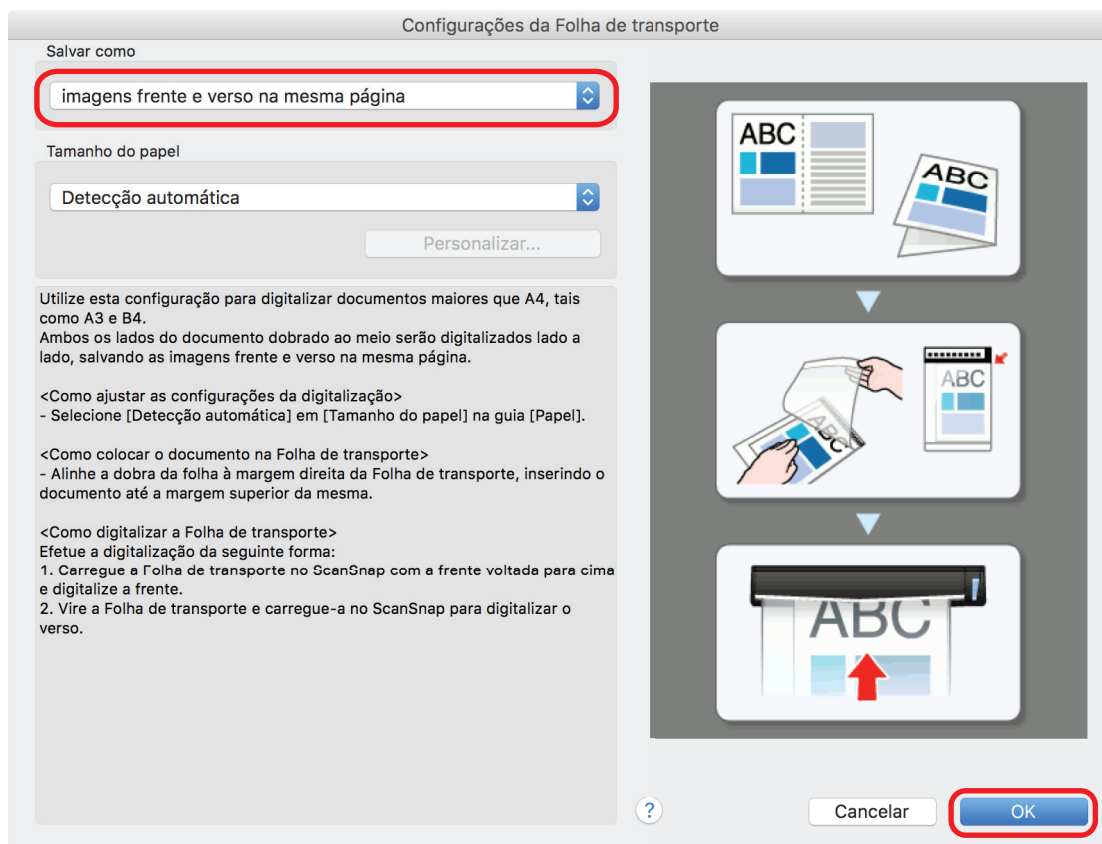 Configurações da Folha de transporte
Salvar como
imagens frente e verso na mesma página
Tamanho do papel
Detecção automática
Personalizar...
Utilize esta configuração para digitalizar documentos maiores que A4, tais
como A3 e B4.
Ambos os lados do documento dobrado ao meio serão digitalizados lado a
lado, salvando as imagens frente e verso na mesma página.
<Como ajustar as configurações da digitalização>
- Selecione [Detecção automática] em [Tamanho do papel] na guia [Papel].
<Como colocar o documento na Folha de transporte>
- Alinhe a dobra da folha à margem direita da Folha de transporte, inserindo o
documento até a margem superior da mesma.
<Como digitalizar a Folha de transporte>
Efetue a digitalização da seguinte forma:
1. Carregue a Folha de transporte no ScanSnap com a frente voltada para cima
e digitalize a frente.
2. Vire a Folha de transporte e carregue-a no ScanSnap para digitalizar o
verso.
ABC
ABC
ABC
ABC
ABC
?
Cancelar
OK